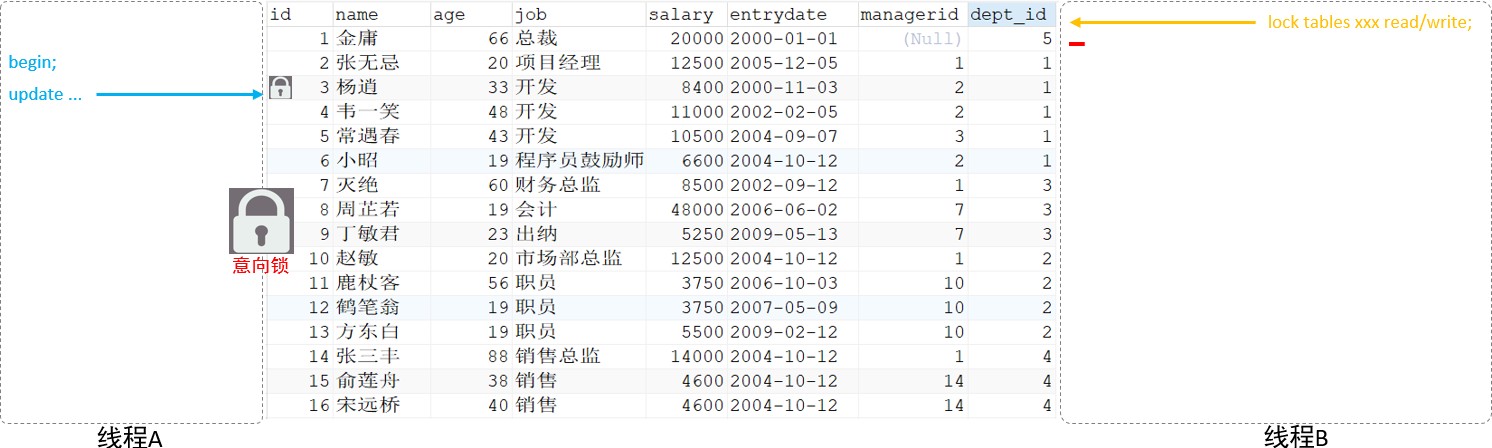 id name age job salary entrydate managerid dept_id
lock tables xxx read/write;
1 金庸 66 总裁 20000 2000-01-01 (Null) 5
begin;
2 张无忌 20 项目经理 12500 2005-12-05 1 1
update ...
3 杨逍 33 开发 8400 2000-11-03 2 1
4 韦一笑 48 开发 11000 2002-02-05 2 1
5 常遇春 43 开发 10500 2004-09-07 3 1
6 小昭 19 程序员鼓励师 6600 2004-10-12 2 1
7 灭绝 60 财务总监 8500 2002-09-12 1 3
8 周芷若 19 会计 48000 2006-06-02 7 3
9 丁敏君 23 出纳 5250 2009-05-13 7 3
意向锁
10 赵敏 20 市场部总监 12500 2004-10-12 1 2
11 鹿杖客 56 职员 3750 2006-10-03 10 2
12 鹤笔翁 19 职员 3750 2007-05-09 10 2
13 方东白 19 职员 5500 2009-02-12 10 2
14 张三丰 88 销售总监 14000 2004-10-12 1 4
15 俞莲舟 38 销售 4600 2004-10-12 14 4
16 宋远桥 40 销售 4600 2004-10-12 14 4
线程A
线程B